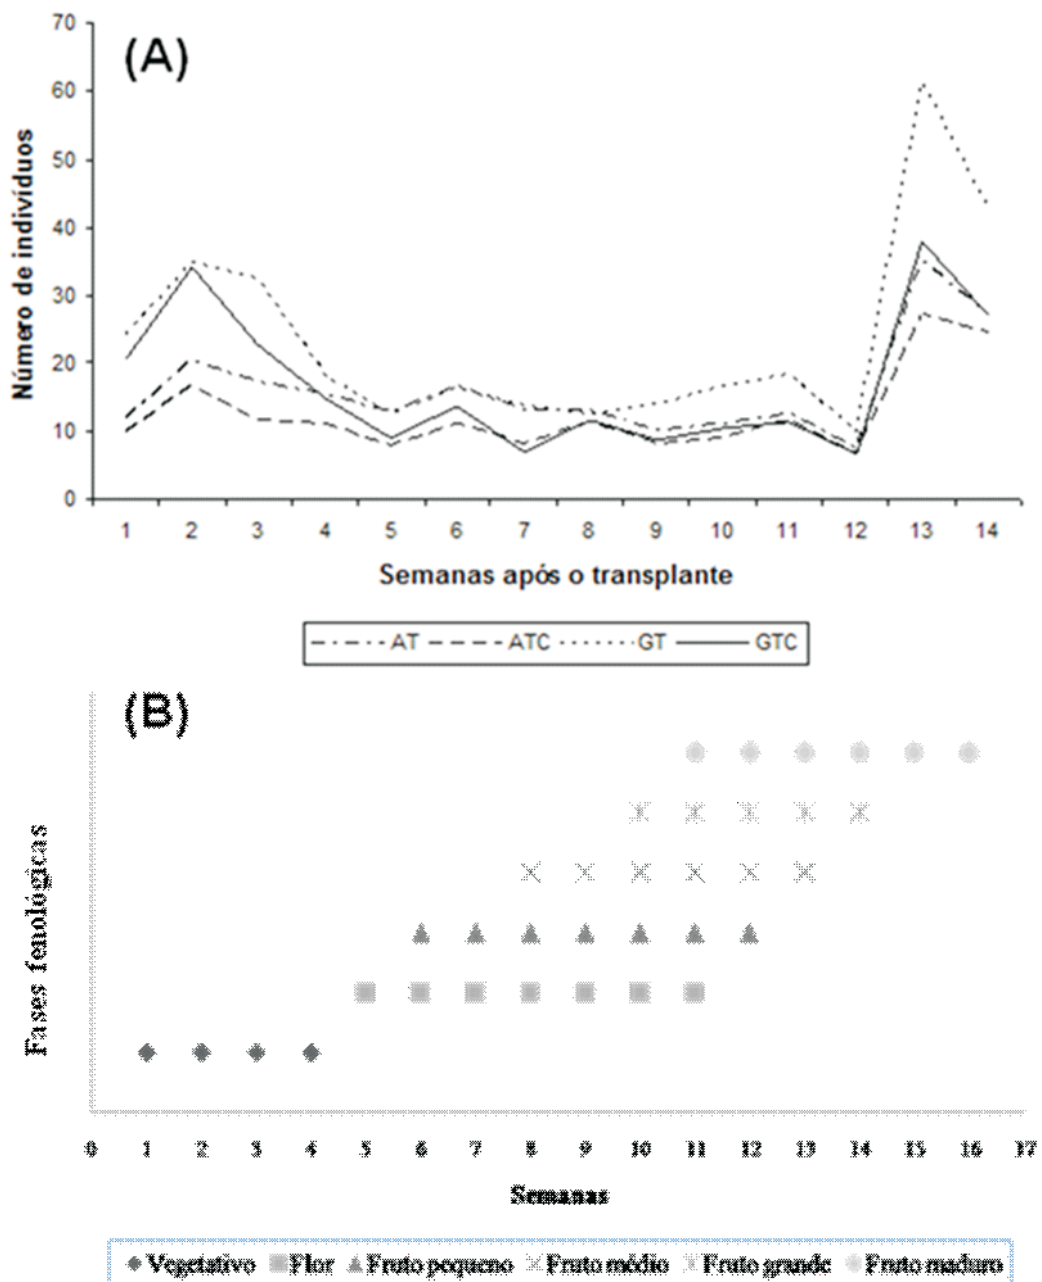 70
(A)
60
50
40
30
20
10
0
Número de indivíduos
1 2 3 4 5 6 7 8 9 10 11 12 13 14
Semanas após o transplante
AT ATC GT GTC
(B)
Fases fenológicas
0 1 2 3 4 5 6 7 8 9 10 11 12 13 14 15 16 17
Semanas
Vegetativo Flor Fruto pequeno Fruto médio Fruto grande Fruto maduro